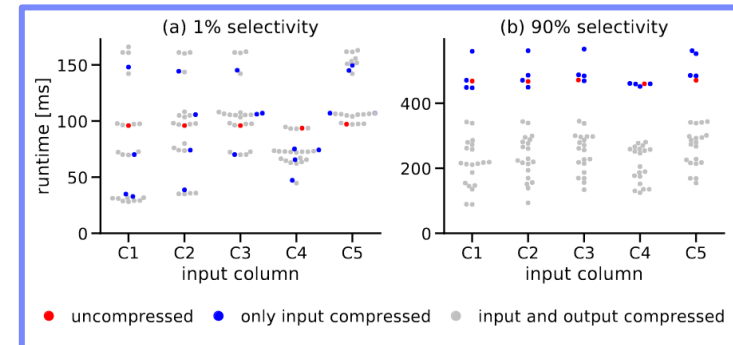 (a) 1% selectivity
(b) 90% selectivity
runtime [ms]
150
100
50
0
400
200
0
C1 C2 C3 C4 C5
C1 C2 C3 C4 C5
input column
input column
uncompressed only input compressed input and output compressed